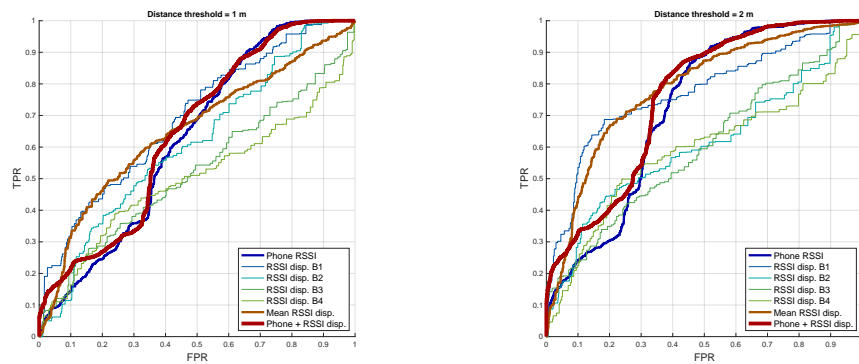 Distance threshold = 1 m
1
0.9
0.8
0.7
0.6
0.5
0.4
0.3
0.2
0.1
0
TPR
0 0.1 0.2 0.3 0.4 0.5 0.6 0.7 0.8 0.9 1
FPR
Phone RSSI
RSSI disp. B1
RSSI disp. B2
RSSI disp. B3
RSSI disp. B4
Mean RSSI disp.
Phone + RSSI disp.
Distance threshold = 2 m
1
0.9
0.8
0.7
0.6
0.5
0.4
0.3
0.2
0.1
0
TPR
0 0.1 0.2 0.3 0.4 0.5 0.6 0.7 0.8 0.9
FPR
Phone RSSI
RSSI disp. B1
RSSI disp. B2
RSSI disp. B3
RSSI disp. B4
Mean RSSI disp.
Phone + RSSI disp.